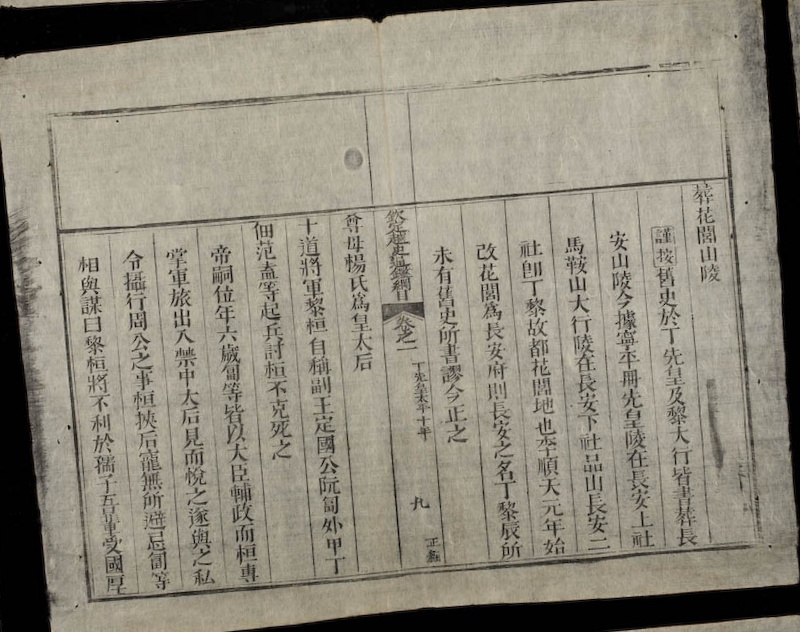 葬花閭山陵
謹按舊史於丁先皇及黎大行皆書葬長
安山陵今據寧平冊先皇陵在長安上社
馬鞍山大行陵在長安下社品山長安二
社卽丁黎故都花閭地也李順天元年始
改花閭爲長安府則長安之名丁黎辰所
未有舊史所書謬今正之
欽定越史通鑑綱目
卷之一
丁先皇太平十年
九
正編
尊母楊氏爲皇太后
十道將軍黎桓自稱副王定國公阮匐外甲丁
佃范盍等起兵討桓不克死之
帝嗣位年六歲匐等皆以大臣輔政而桓專
掌軍旅出入禁中太后見而悅之遂與之私
令攝行周公之事桓挾后寵無所避忌匐等
相與謀曰黎桓將不利於孺子吾輩受國厚